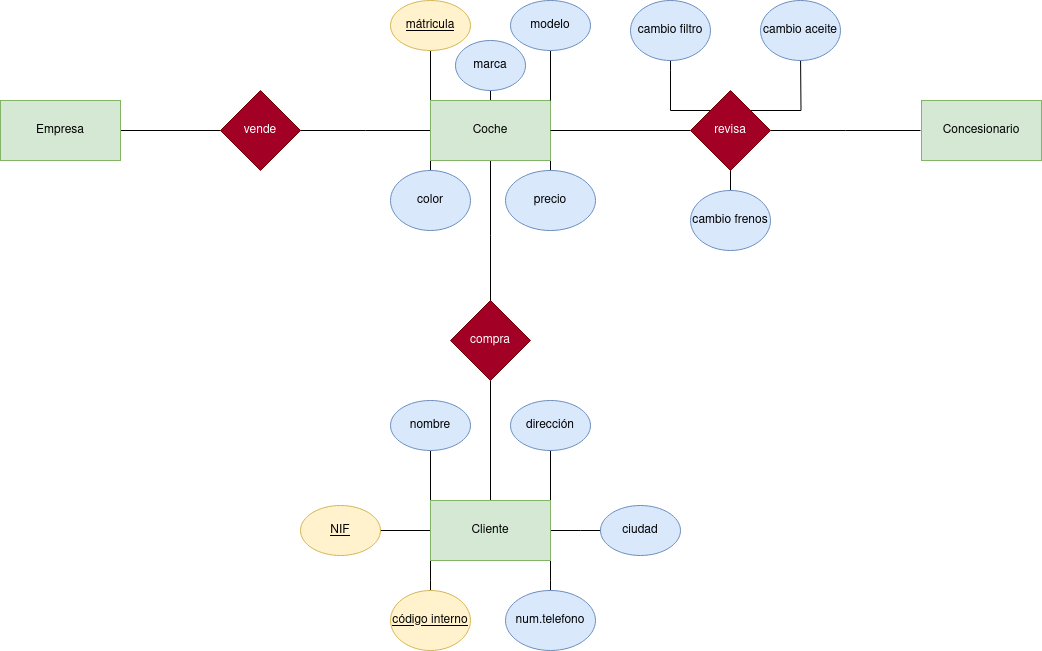 mátricula
modelo
cambio filtro
cambio aceite
marca
Empresa
vende
Coche
revisa
Concesionario
color
precio
cambio frenos
compra
nombre
dirección
NIF
Cliente
ciudad
código interno
num.telefono